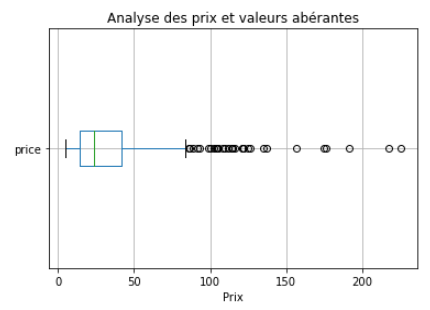 Analyse des prix et valeurs abérantes
price
0 50 100 150 200
Prix